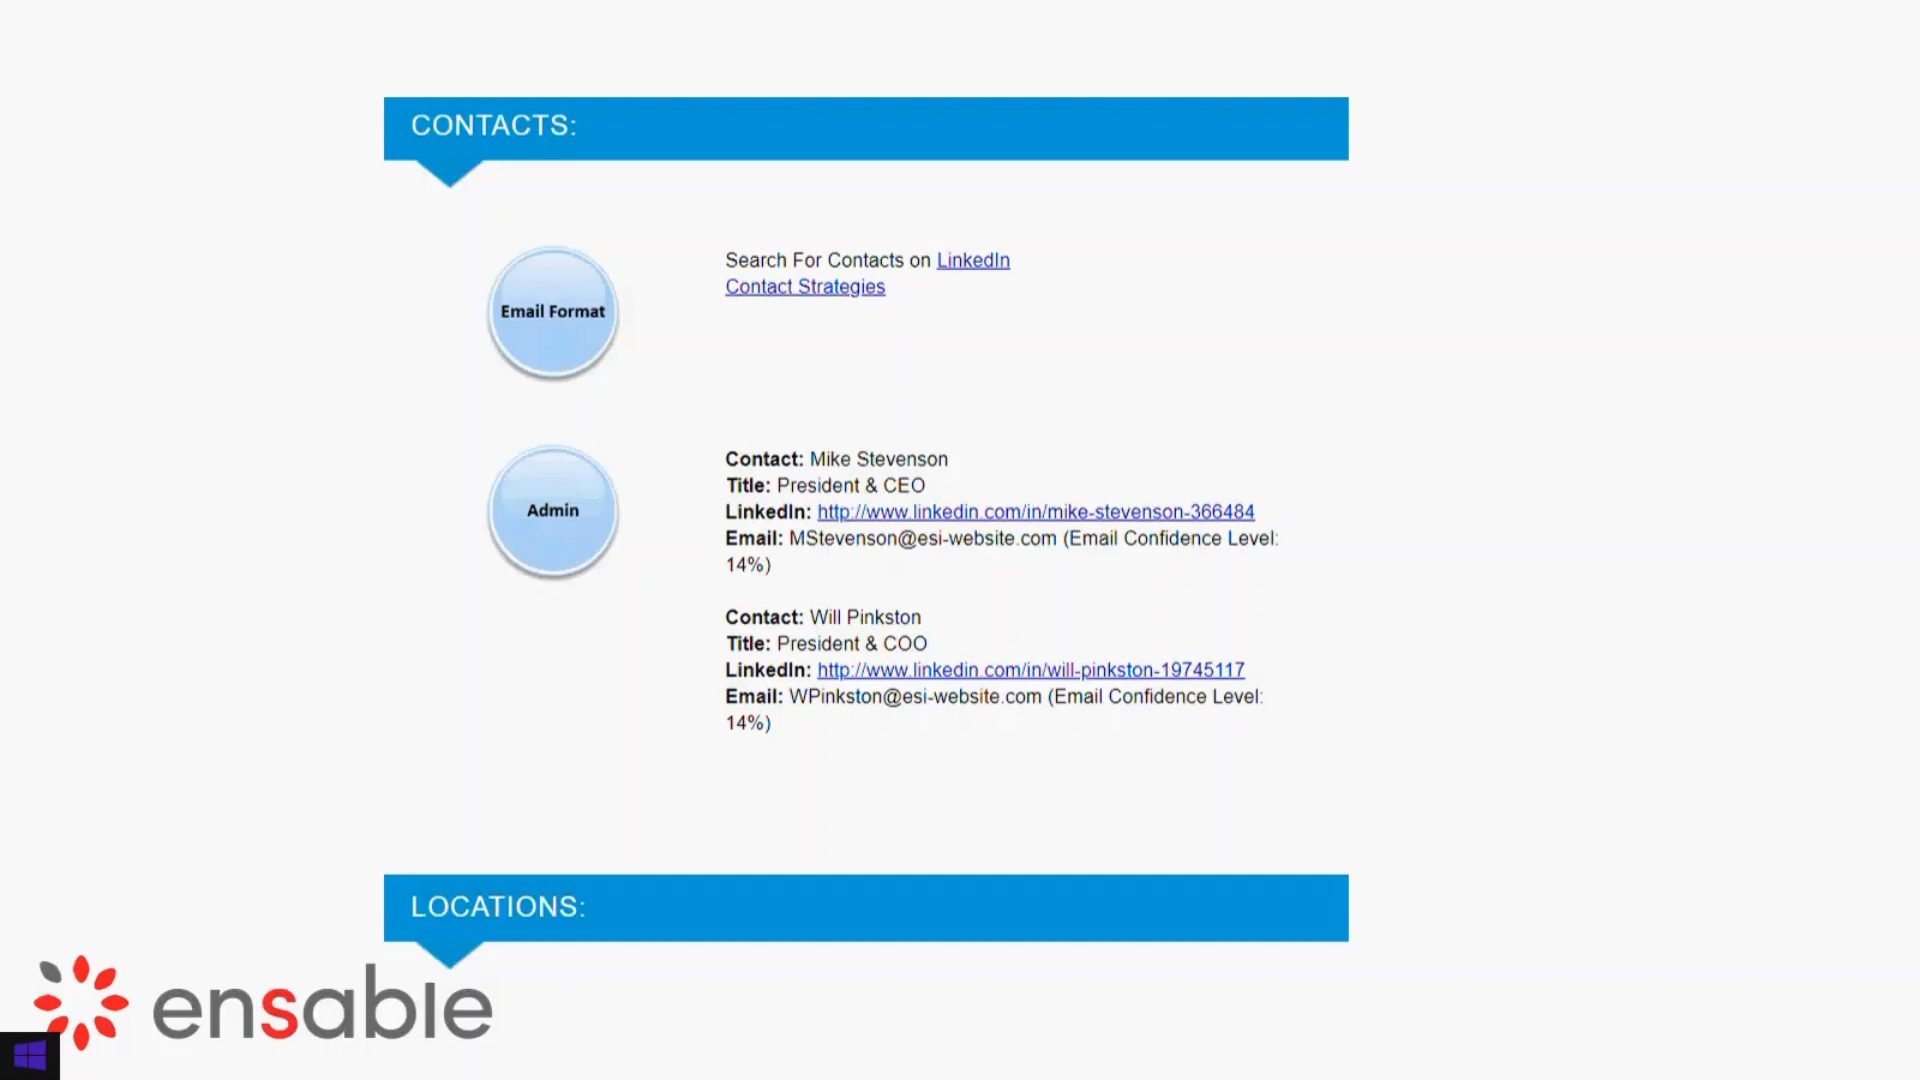 CONTACTS:
Email Format
Search For Contacts on LinkedIn
Contact Strategies
Admin
Contact: Mike Stevenson
Title: President & CEO
LinkedIn: http://www.linkedin.com/in/mike-stevenson-366484
Email: MStevenson@esi-website.com (Email Confidence Level:
14%)
Contact: Will Pinkston
Title: President & COO
LinkedIn: http://www.linkedin.com/in/will-pinkston-19745117
Email: WPinkston@esi-website.com (Email Confidence Level:
14%)
LOCATIONS:
ensable